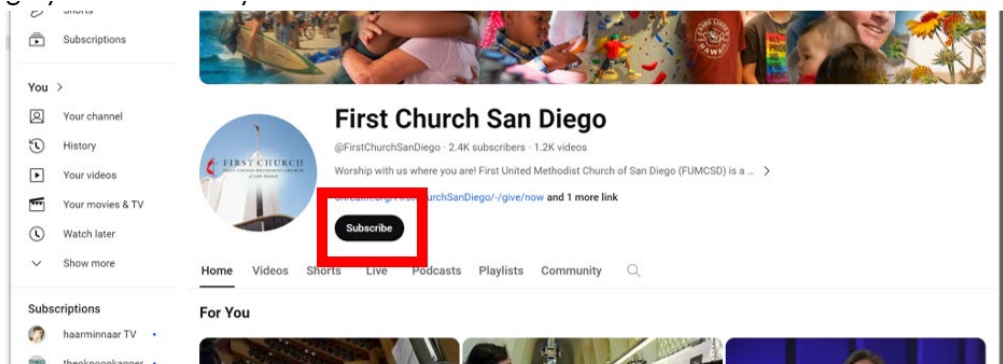 Subscriptions
You >
Your channel
History
Your videos
Your movies & TV
Watch later
Show more
Subscriptions
haarminnaar TV
FIRST CHURCH
First Church San Diego
@FirstChurchSanDiego · 2.4K subscribers · 1.2K videos
Worship with us where you are! First United Methodist Church of San Diego (FUMCSD) is a ... >
urchSanDiego/-/give/now and 1 more link
Subscribe
Home Videos Shorts Live Podcasts Playlists Community
For You